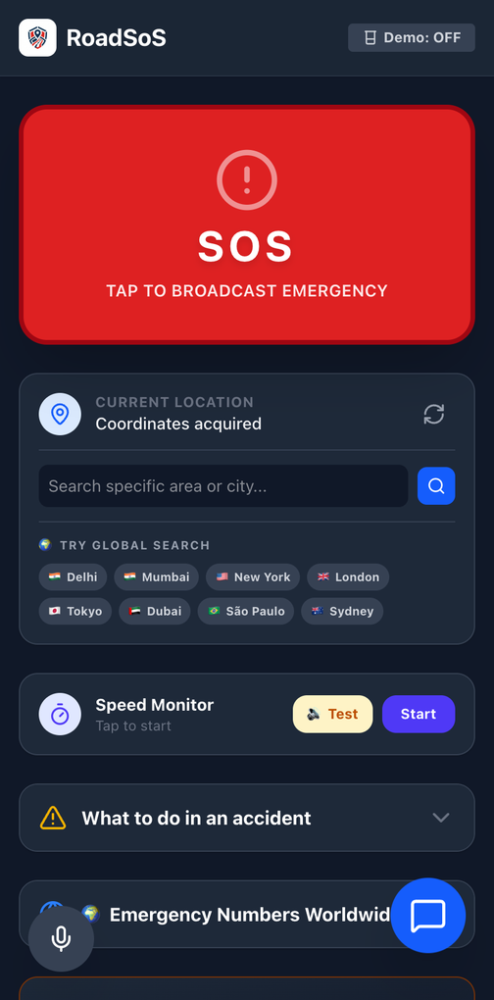 RoadSoS
Demo: OFF
SOS
TAP TO BROADCAST EMERGENCY
CURRENT LOCATION
Coordinates acquired
Search specific area or city...
TRY GLOBAL SEARCH
Delhi
Mumbai
New York
London
Tokyo
Dubai
São Paulo
Sydney
Speed Monitor
Tap to start
Test
Start
What to do in an accident
Emergency Numbers Worldwid